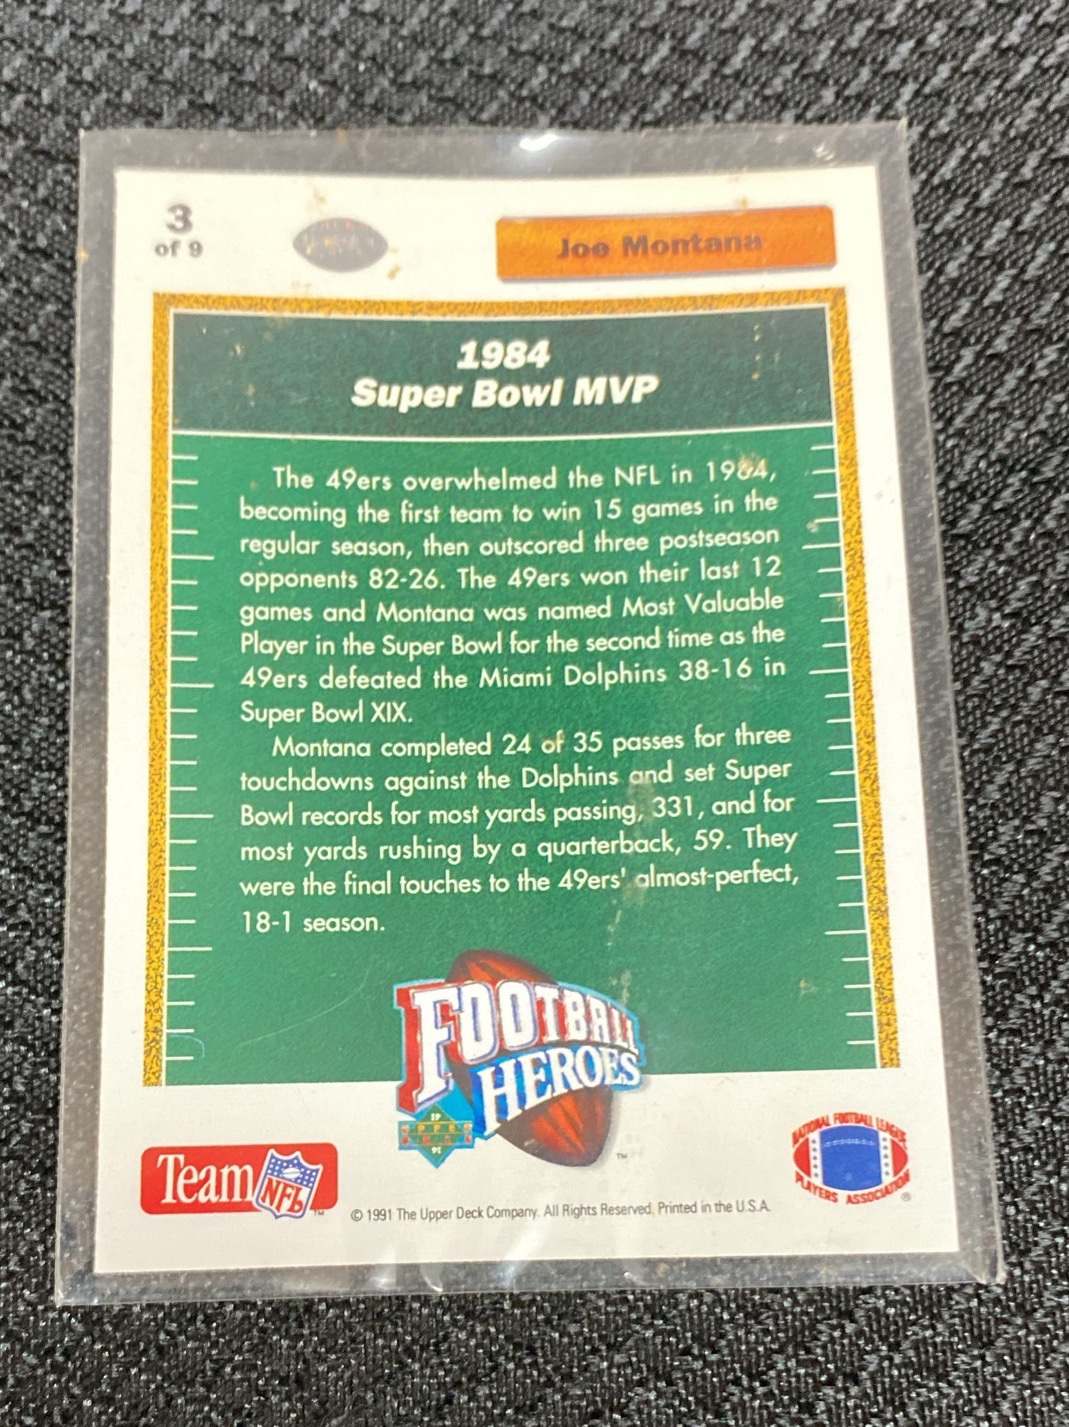 3
of 9
Joe Montana
1984
Super Bowl MVP
The 49ers overwhelmed the NFL in 1984,
becoming the first team to win 15 games in the
regular season, then outscored three postseason
opponents 82-26. The 49ers won their last 12
games and Montana was named Most Valuable
Player in the Super Bowl for the second time as the
49ers defeated the Miami Dolphins 38-16 in
Super Bowl XIX.
Montana completed 24 of 35 passes for three
touchdowns against the Dolphins and set Super
Bowl records for most yards passing, 331, and for
most yards rushing by a quarterback, 59. They
were the final touches to the 49ers' almost-perfect,
18-1 season.
FOOTBALL
HEROES
19
UPPER
DECK
91
TM
Team NFL TM
© 1991 The Upper Deck Company. All Rights Reserved. Printed in the U.S.A.
NATIONAL FOOTBALL LEAGUE
PLAYERS ASSOCIATION ®